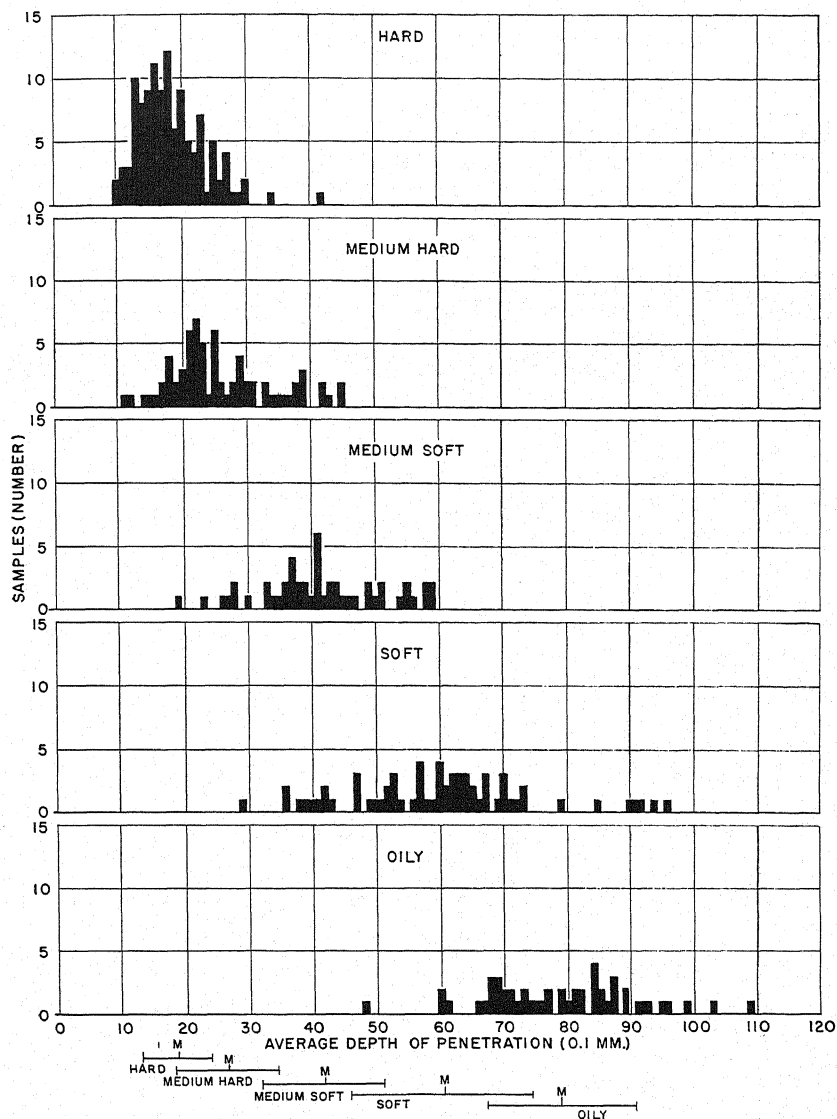 15
HARD
10
5
0
15
MEDIUM HARD
10
5
0
15
MEDIUM SOFT
10
5
0
SAMPLES (NUMBER)
15
SOFT
10
5
0
15
OILY
10
5
0
0 10 20 30 40 50 60 70 80 90 100 110 120
AVERAGE DEPTH OF PENETRATION (0.1 MM.)
M
HARD
M
MEDIUM HARD
M
MEDIUM SOFT
M
SOFT
M
OILY